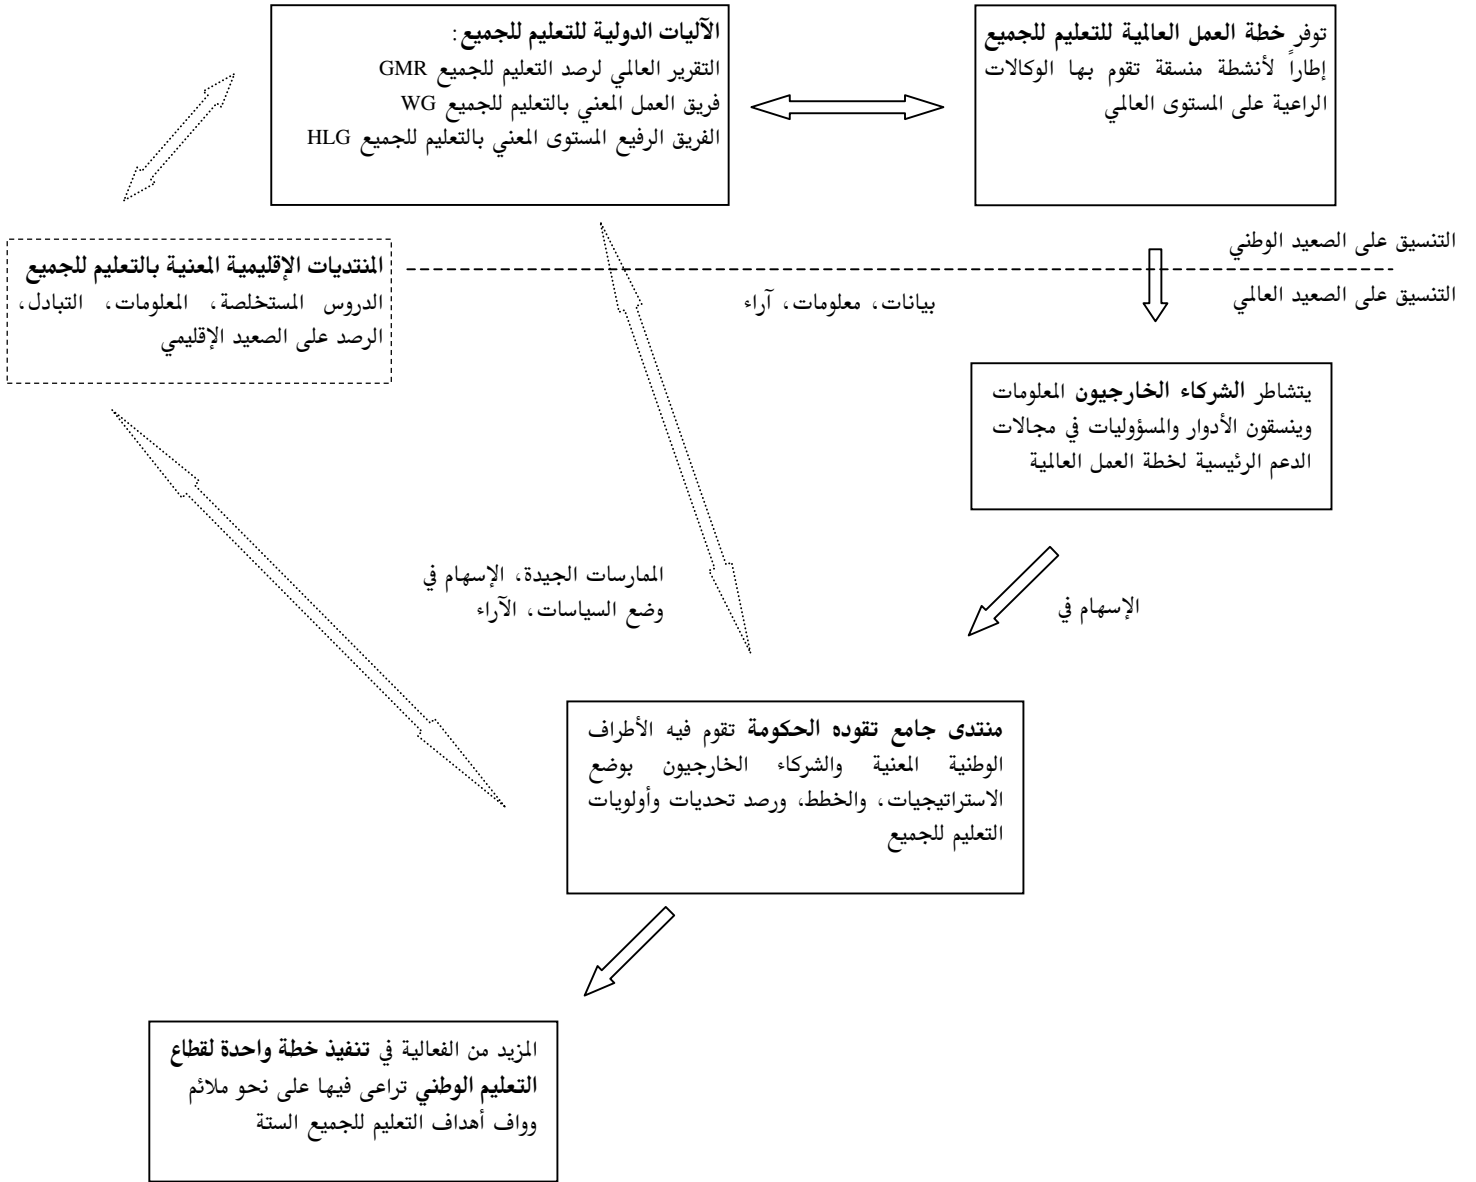 توفر خطة العمل العالمية للتعليم للجميع
إطاراً لأنشطة منسقة تقوم بها الوكالات
الراعية على المستوى العالمي
الآليات الدولية للتعليم للجميع:
التقرير العالمي لرصد التعليم للجميع GMR
فريق العمل المعني بالتعليم للجميع WG
الفريق الرفيع المستوى المعني بالتعليم للجميع HLG
التنسيق على الصعيد الوطني
التنسيق على الصعيد العالمي
المنتديات الإقليمية المعنية بالتعليم للجميع
الدروس المستخلصة، المعلومات، التبادل،
الرصد على الصعيد الإقليمي
بيانات، معلومات، آراء
يتشاطر الشركاء الخارجيون المعلومات
وينسقون الأدوار والمسؤوليات في مجالات
الدعم الرئيسية لخطة العمل العالمية
الإسهام في
الممارسات الجيدة، الإسهام في
وضع السياسات، الآراء
منتدى جامع تقوده الحكومة تقوم فيه الأطراف
الوطنية المعنية والشركاء الخارجيون بوضع
الاستراتيجيات، والخطط، ورصد تحديات وأولويات
التعليم للجميع
المزيد من الفعالية في تنفيذ خطة واحدة لقطاع
التعليم الوطني تراعى فيها على نحو ملائم
وواف أهداف التعليم للجميع الستة